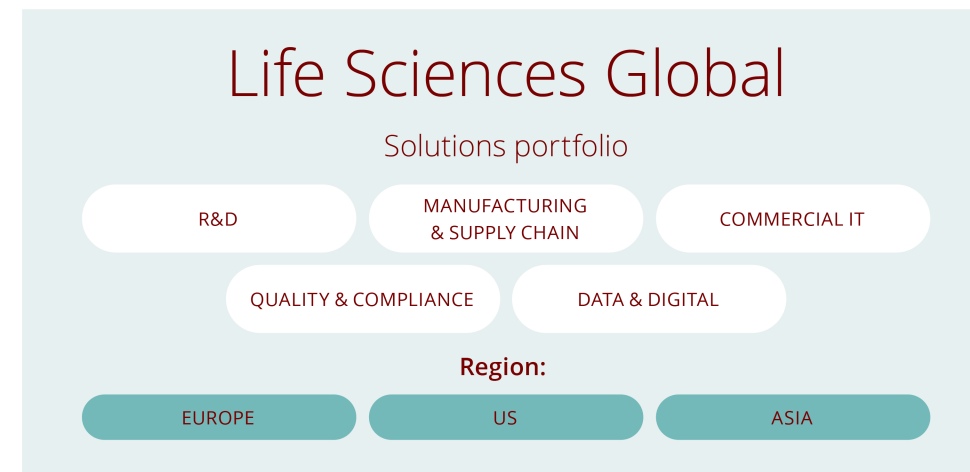 Life Sciences Global
Solutions portfolio
R&D
MANUFACTURING
& SUPPLY CHAIN
COMMERCIAL IT
QUALITY & COMPLIANCE
DATA & DIGITAL
Region:
EUROPE
US
ASIA